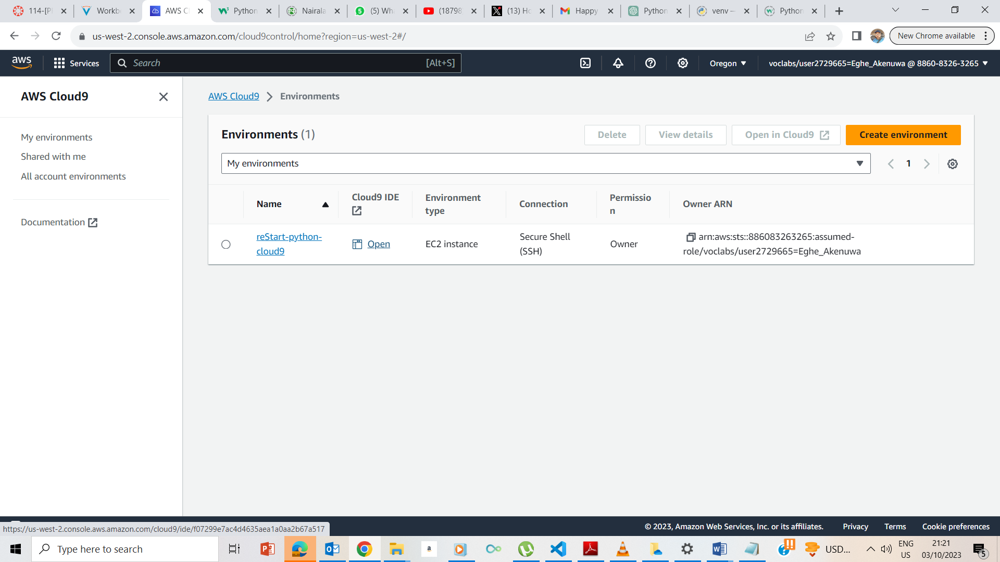 114-[P
Workb
AWS C
Python
Nairala
(5) Wha
(18798
(13) Ho
Happy
Python
venv —
Python
us-west-2.console.aws.amazon.com/cloud9control/home?region=us-west-2#/
New Chrome available
aws
Services
Search
[Alt+S]
Oregon
voclabs/user2729665=Eghe_Akenuwa @ 8860-8326-3265
AWS Cloud9
My environments
Shared with me
All account environments
Documentation
AWS Cloud9 > Environments
Environments (1)
Delete
View details
Open in Cloud9
Create environment
My environments
1
Name
Cloud9 IDE
Environment
type
Connection
Permissio
n
Owner ARN
reStart-python-
cloud9
Open
EC2 instance
Secure Shell
(SSH)
Owner
arn:aws:sts::886083263265:assumed-
role/voclabs/user2729665=Eghe_Akenuwa
https://us-west-2.console.aws.amazon.com/cloud9/ide/f07299e7ac4d4635aea1a0aa2b67a517
© 2023, Amazon Web Services, Inc. or its affiliates.
Privacy
Terms
Cookie preferences
Type here to search
a
USD...
ENG
US
21:21
03/10/2023
5